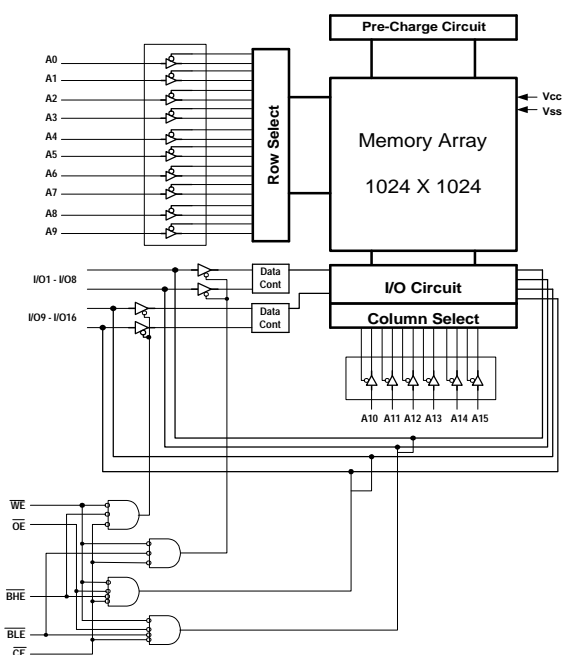 Pre-Charge Circuit
A0
A1
A2
A3
A4
A5
A6
A7
A8
A9
Row Select
Memory Array
1024 X 1024
Vcc
Vss
I/O1 - I/O8
I/O9 - I/O16
Data
Cont
Data
Cont
I/O Circuit
Column Select
A10 A11 A12 A13 A14 A15
WE
OE
BHE
BLE
CE